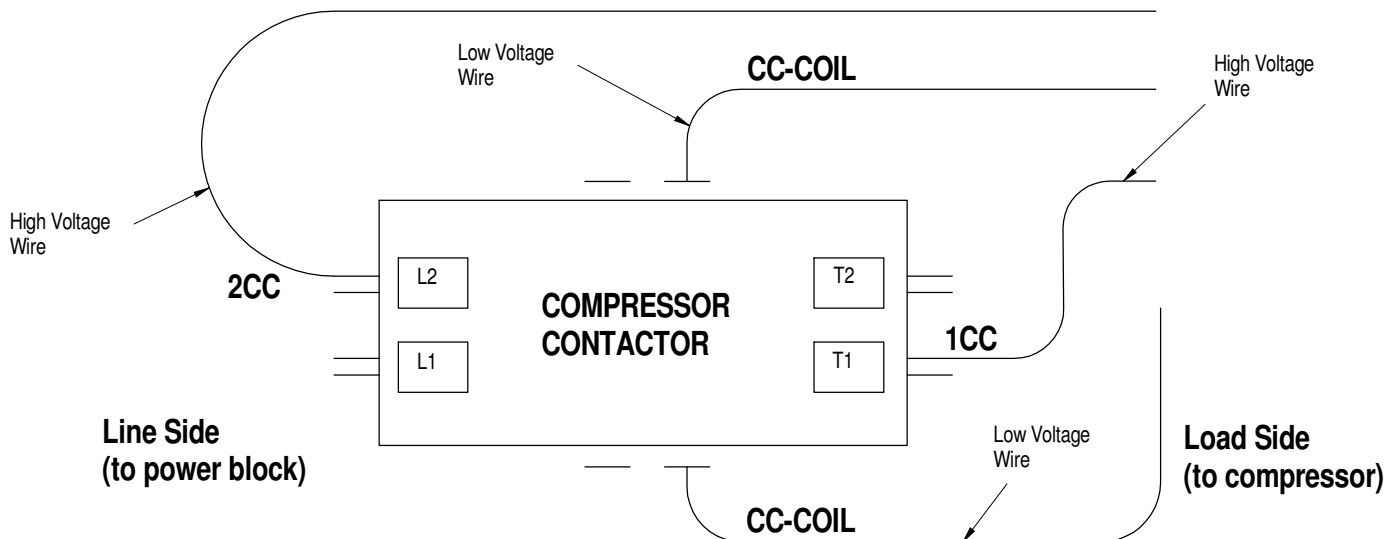 Low Voltage
Wire
CC-COIL
High Voltage
Wire
High Voltage
Wire
2CC
L2
T2
COMPRESSOR
CONTACTOR
L1
T1
1CC
Line Side
(to power block)
Low Voltage
Wire
Load Side
(to compressor)
CC-COIL